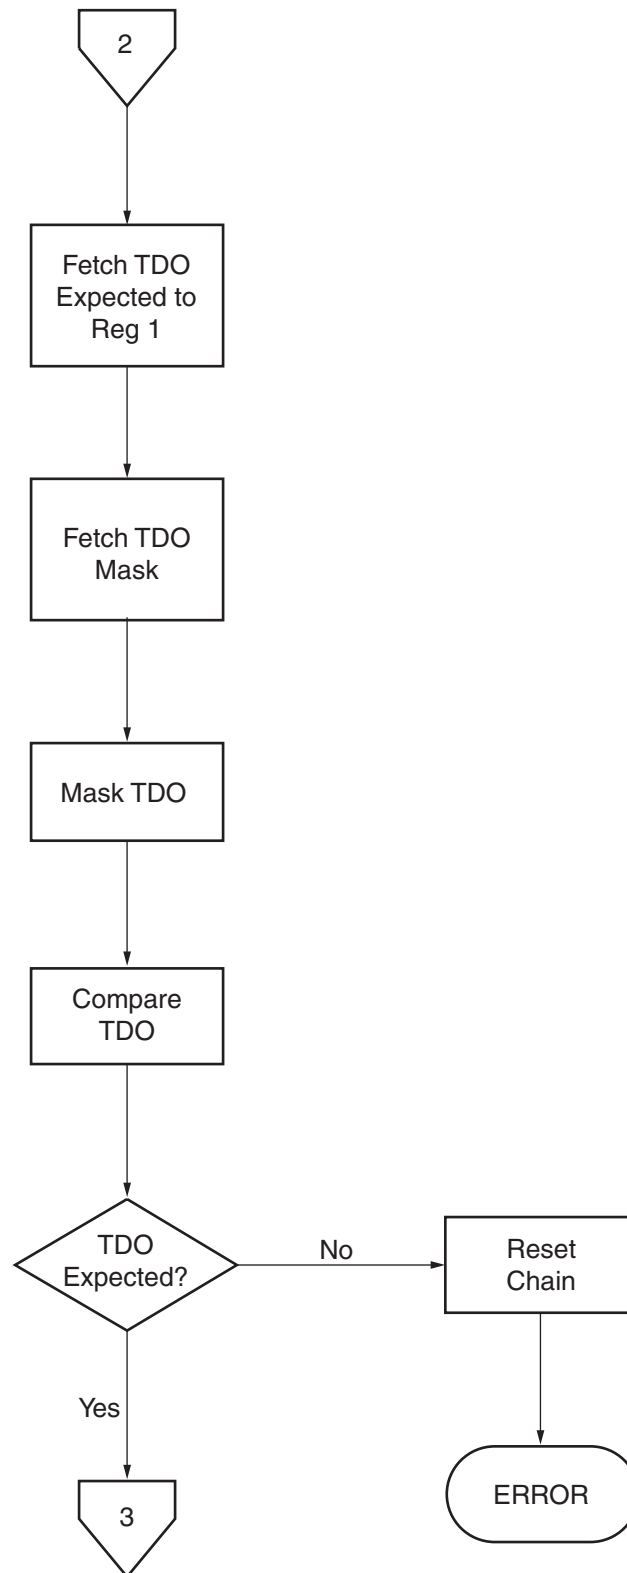 2
Fetch TDO
Expected to
Reg 1
Fetch TDO
Mask
Mask TDO
Compare
TDO
TDO
Expected?
No
Reset
Chain
Yes
ERROR
3